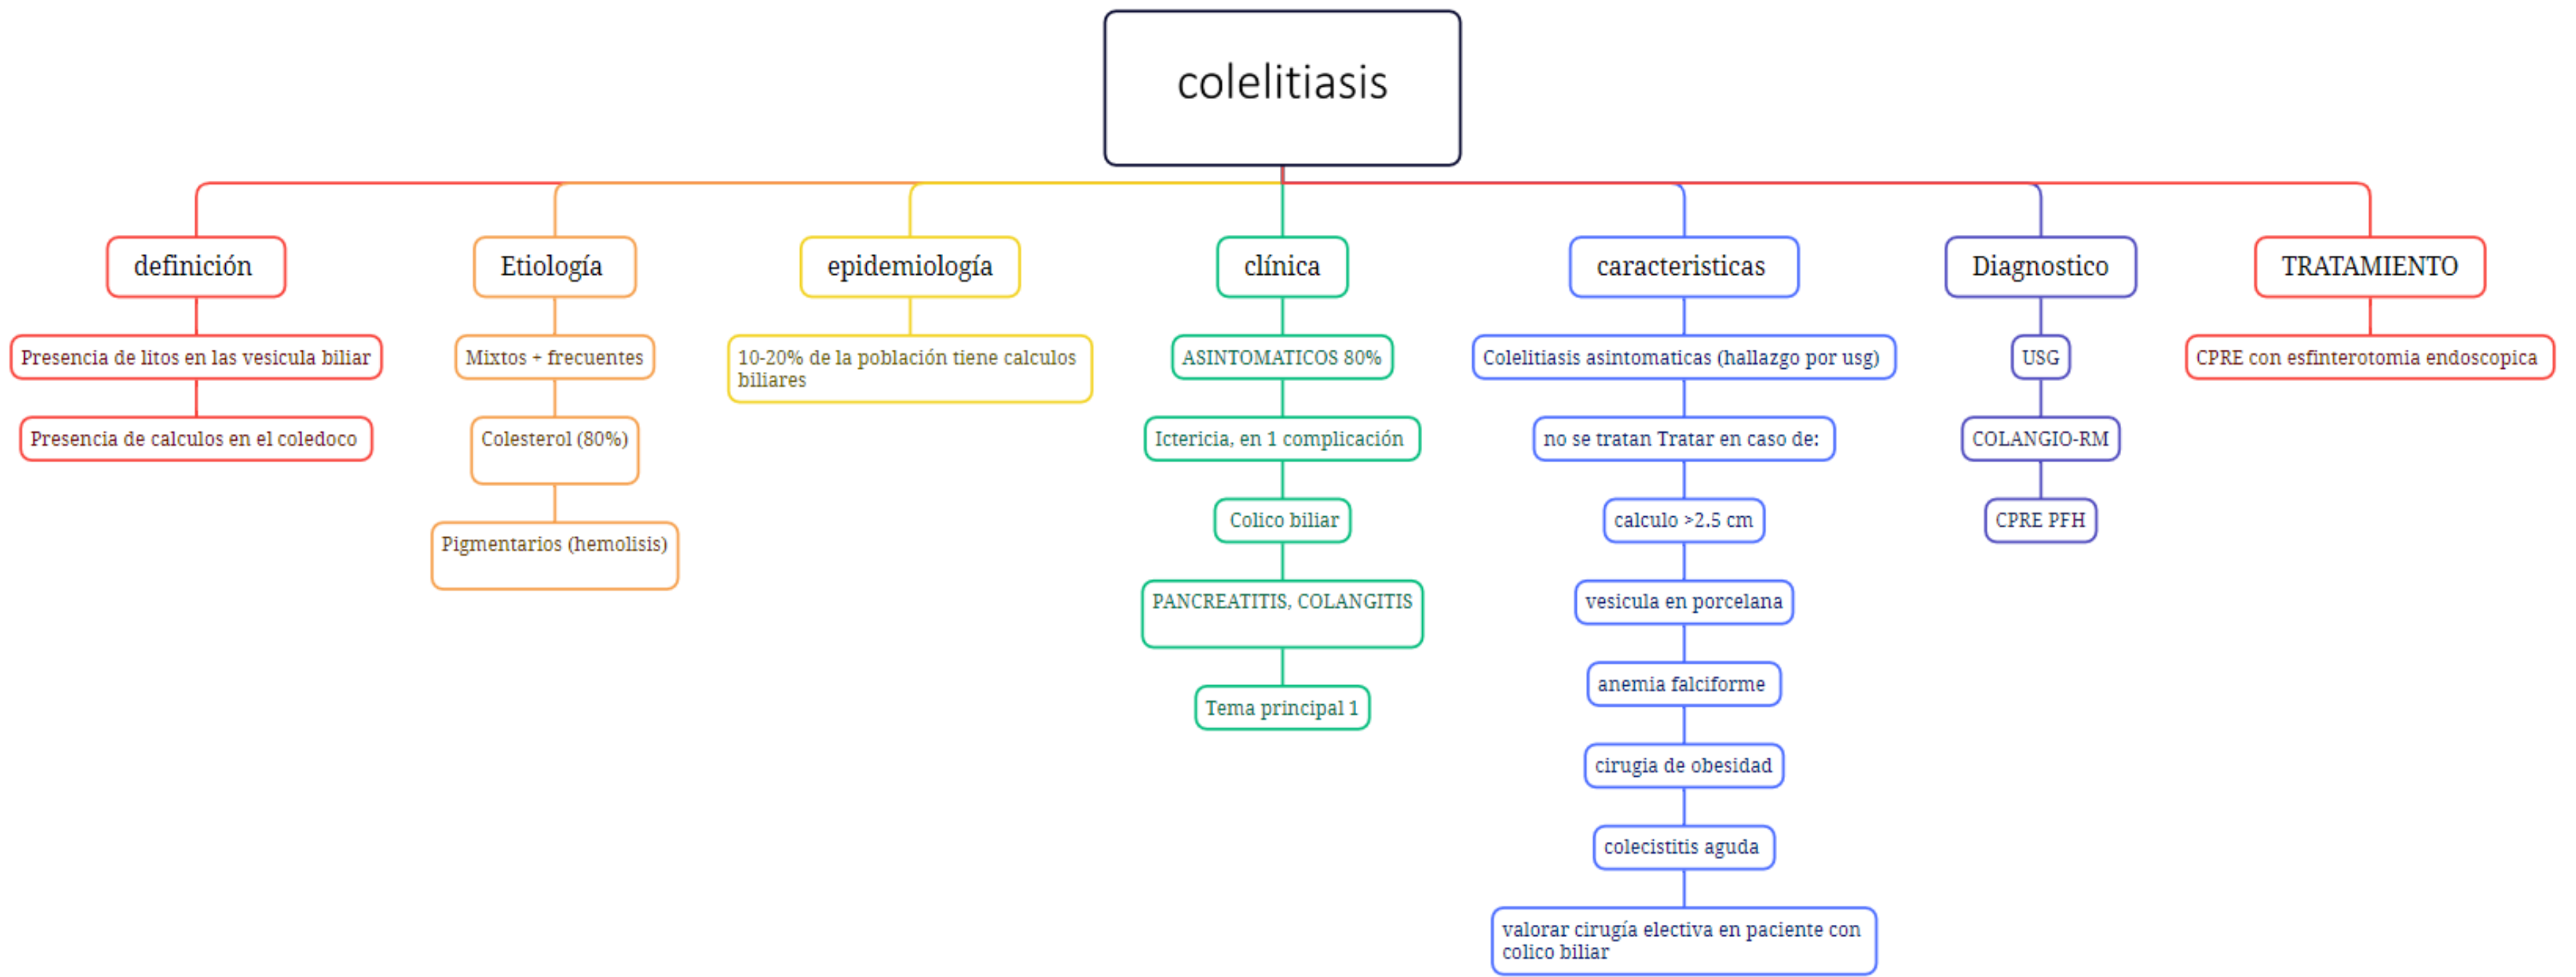 colelitiasis
definición
Presencia de litos en las vesicula biliar
Presencia de calculos en el coledoco
Etiología
Mixtos + frecuentes
Colesterol (80%)
Pigmentarios (hemolisis)
epidemiología
10-20% de la población tiene calculos
biliares
clínica
ASINTOMATICOS 80%
Ictericia, en 1 complicación
Colico biliar
PANCREATITIS, COLANGITIS
Tema principal 1
caracteristicas
Colelitiasis asintomaticas (hallazgo por usg)
no se tratan Tratar en caso de:
calculo >2.5 cm
vesicula en porcelana
anemia falciforme
cirugia de obesidad
colecistitis aguda
valorar cirugía electiva en paciente con
colico biliar
Diagnostico
USG
COLANGIO-RM
CPRE PFH
TRATAMIENTO
CPRE con esfinterotomia endoscopica